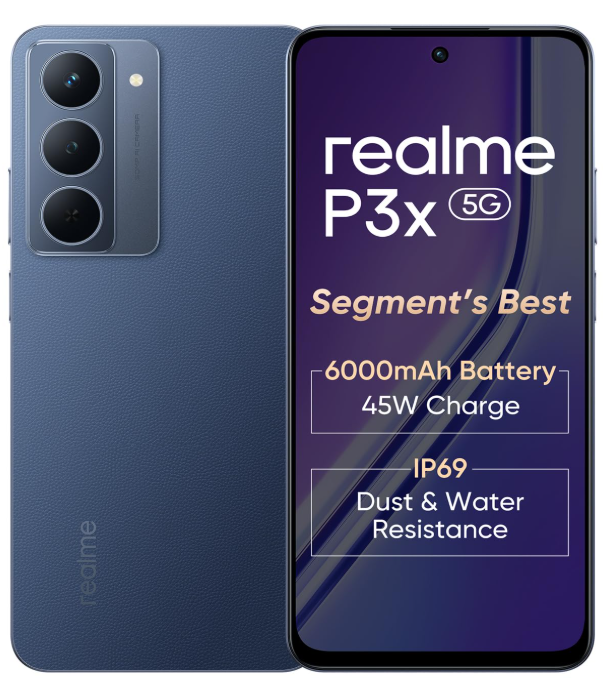 realme
P3x 5G
Segment's Best
6000mAh Battery
45W Charge
IP69
Dust & Water
Resistance
realme